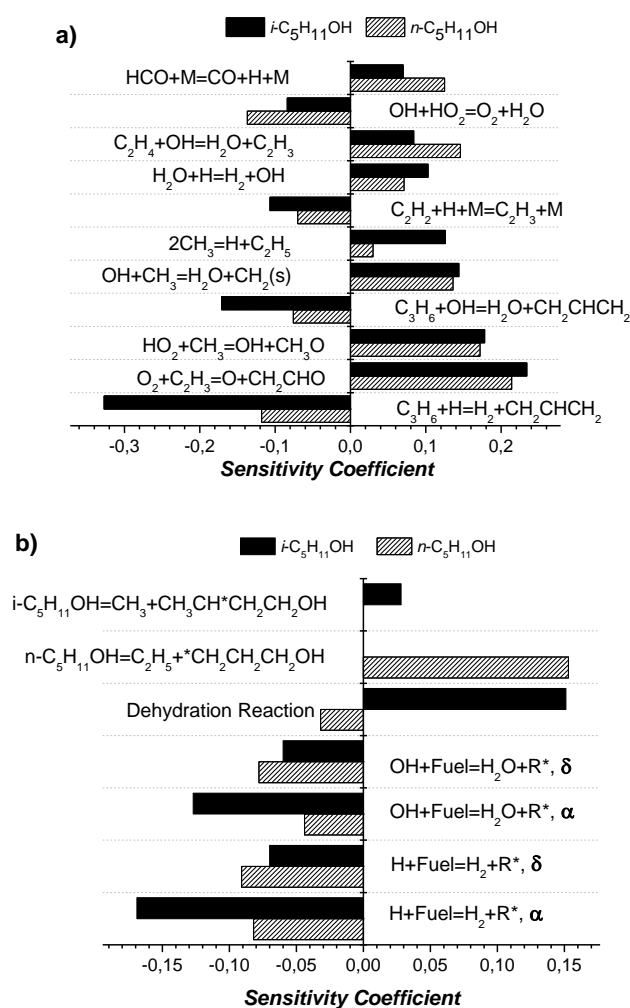 a)
i-C₅H₁₁OH n-C₅H₁₁OH
HCO+M=CO+H+M
OH+HO₂=O₂+H₂O
C₂H₄+OH=H₂O+C₂H₃
H₂O+H=H₂+OH
C₂H₂+H+M=C₂H₃+M
2CH₃=H+C₂H₅
OH+CH₃=H₂O+CH₂(s)
C₃H₆+OH=H₂O+CH₂CHCH₂
HO₂+CH₃=OH+CH₃O
O₂+C₂H₃=O+CH₂CHO
C₃H₆+H=H₂+CH₂CHCH₂
-0,3 -0,2 -0,1 0,0 0,1 0,2
Sensitivity Coefficient
b)
i-C₅H₁₁OH n-C₅H₁₁OH
i-C₅H₁₁OH=CH₃+CH₃CH*CH₂CH₂OH
n-C₅H₁₁OH=C₂H₅+*CH₂CH₂CH₂OH
Dehydration Reaction
OH+Fuel=H₂O+R*, δ
OH+Fuel=H₂O+R*, α
H+Fuel=H₂+R*, δ
H+Fuel=H₂+R*, α
-0,15 -0,10 -0,05 0,00 0,05 0,10 0,15
Sensitivity Coefficient